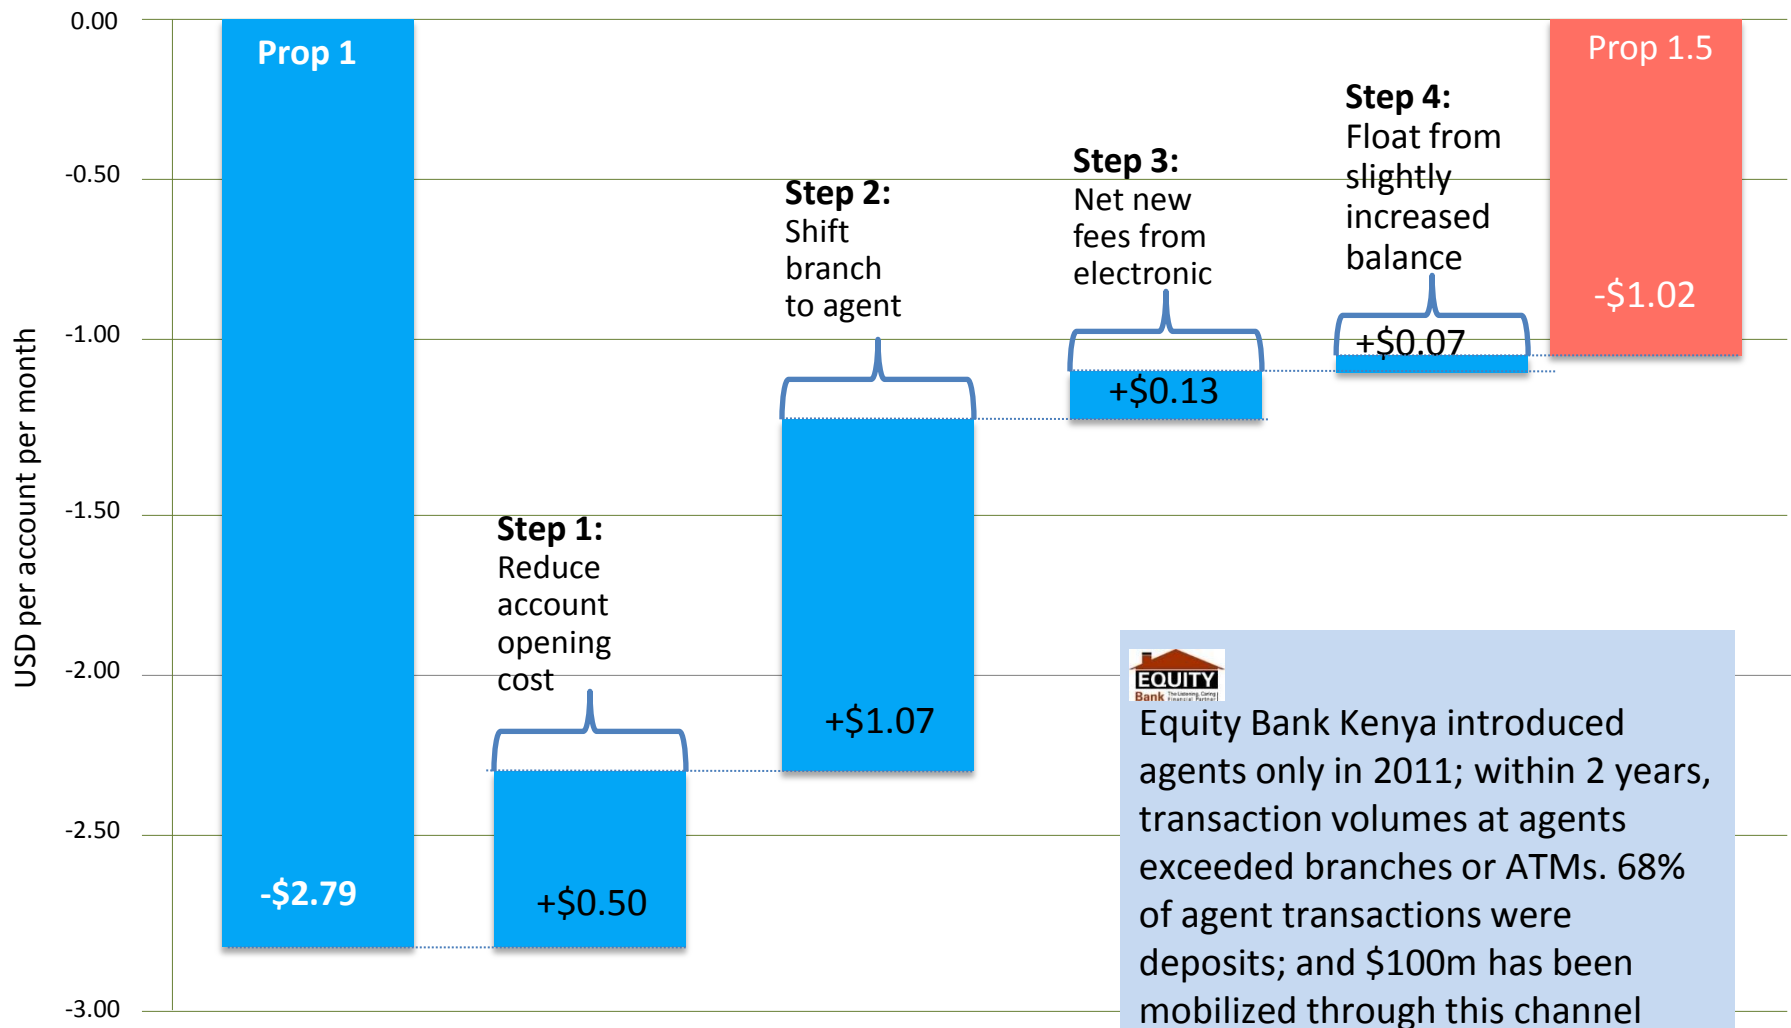 0.00
-0.50
-1.00
-1.50
-2.00
-2.50
-3.00
USD per account per month
Prop 1
-$2.79
Step 1:
Reduce
account
opening
cost
+$0.50
Step 2:
Shift
branch
to agent
+$1.07
Step 3:
Net new
fees from
electronic
+$0.13
Step 4:
Float from
slightly
increased
balance
+$0.07
Prop 1.5
-$1.02
EQUITY
Bank The Listening, Caring
Financial Partner
Equity Bank Kenya introduced
agents only in 2011; within 2 years,
transaction volumes at agents
exceeded branches or ATMs. 68%
of agent transactions were
deposits; and $100m has been
mobilized through this channel